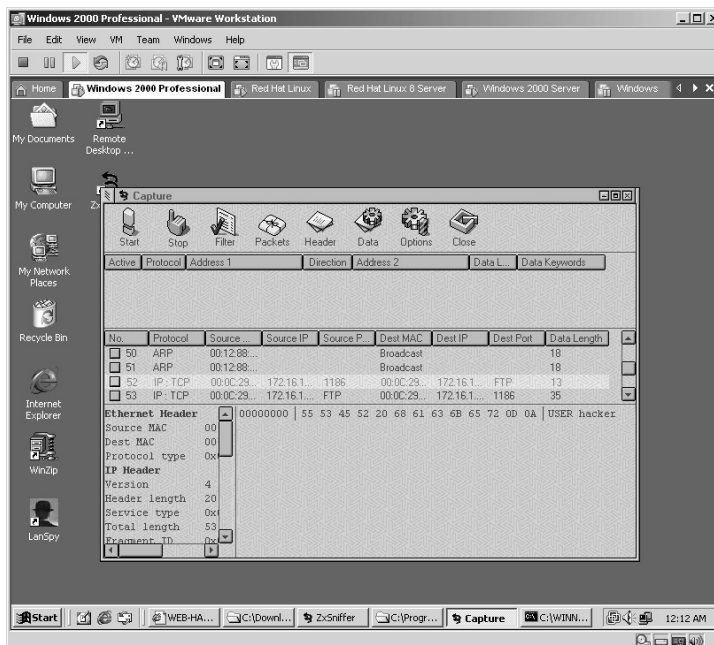 Windows 2000 Professional - VMware Workstation
File Edit View VM Team Windows Help
Home Windows 2000 Professional Red Hat Linux Red Hat Linux 8 Server Windows 2000 Server Windows
My Documents
Remote Desktop ...
My Computer
Zx
My Network Places
Recycle Bin
Internet Explorer
WinZip
LanSpy
Capture
Start Stop Filter Packets Header Data Options Close
Active Protocol Address 1 Direction Address 2 Data L... Data Keywords
No. Protocol Source ... Source IP Source P... Dest MAC Dest IP Dest Port Data Length
50 ARP 00:12:88:... Broadcast 18
51 ARP 00:12:88:... Broadcast 18
52 IP : TCP 00:0C:29... 172.16.1... 1186 00:0C:29... 172.16.1... FTP 13
53 IP : TCP 00:0C:29... 172.16.1... FTP 00:0C:29... 172.16.1... 1186 35
Ethernet Header
Source MAC 00
Dest MAC 00
Protocol type 0x
IP Header
Version 4
Header length 20
Service type 0x
Total length 53
Fragment ID 0x
00000000 55 53 45 52 20 68 61 63 6B 65 72 0D 0A USER hacker
Start WEB-HA... C:\Downl... ZxSniffer C:\Progr... Capture C:\WINN... 12:12 AM